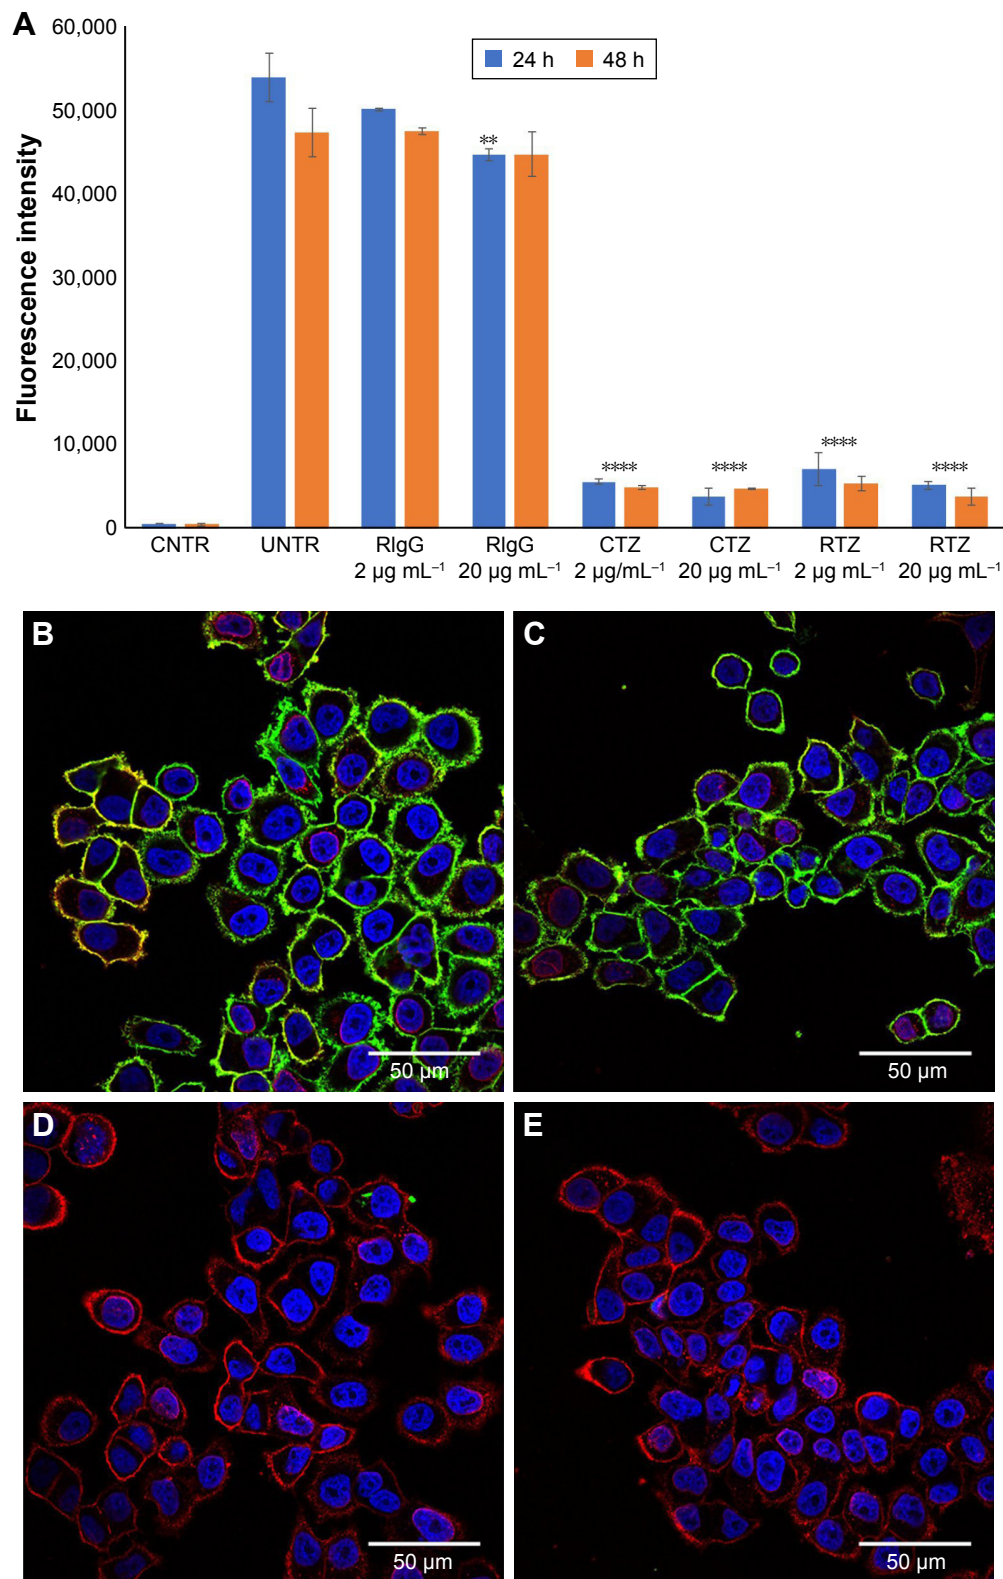 A
60,000
50,000
40,000
30,000
20,000
10,000
0
Fluorescence intensity
24 h 48 h
**
**** **** **** ****
CNTR UNTR RIgG RIgG CTZ CTZ RTZ RTZ
2 μg mL⁻¹ 20 μg mL⁻¹ 2 μg/mL⁻¹ 20 μg mL⁻¹ 2 μg mL⁻¹ 20 μg mL⁻¹
B C
50 μm 50 μm
D E
50 μm 50 μm